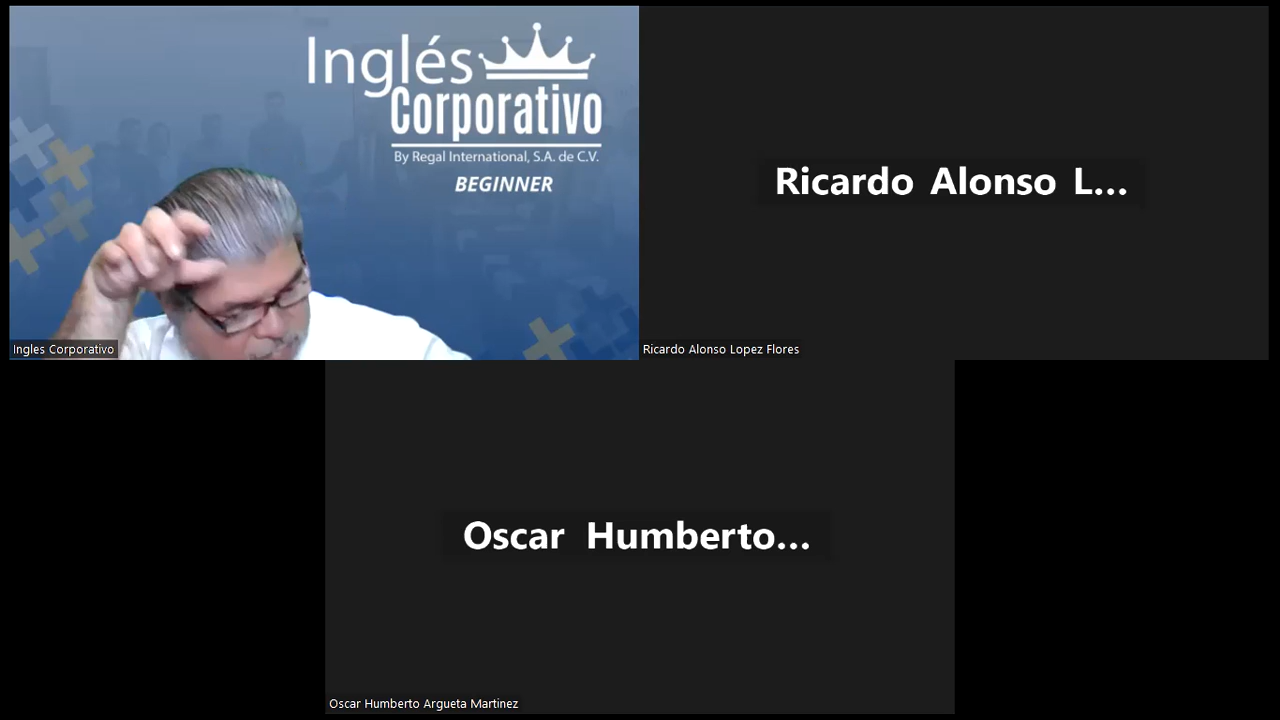 Inglés
Corporativo
By Regal International, S.A. de C.V.
BEGINNER
Ingles Corporativo
Ricardo Alonso L...
Ricardo Alonso Lopez Flores
Oscar Humberto...
Oscar Humberto Argueta Martinez